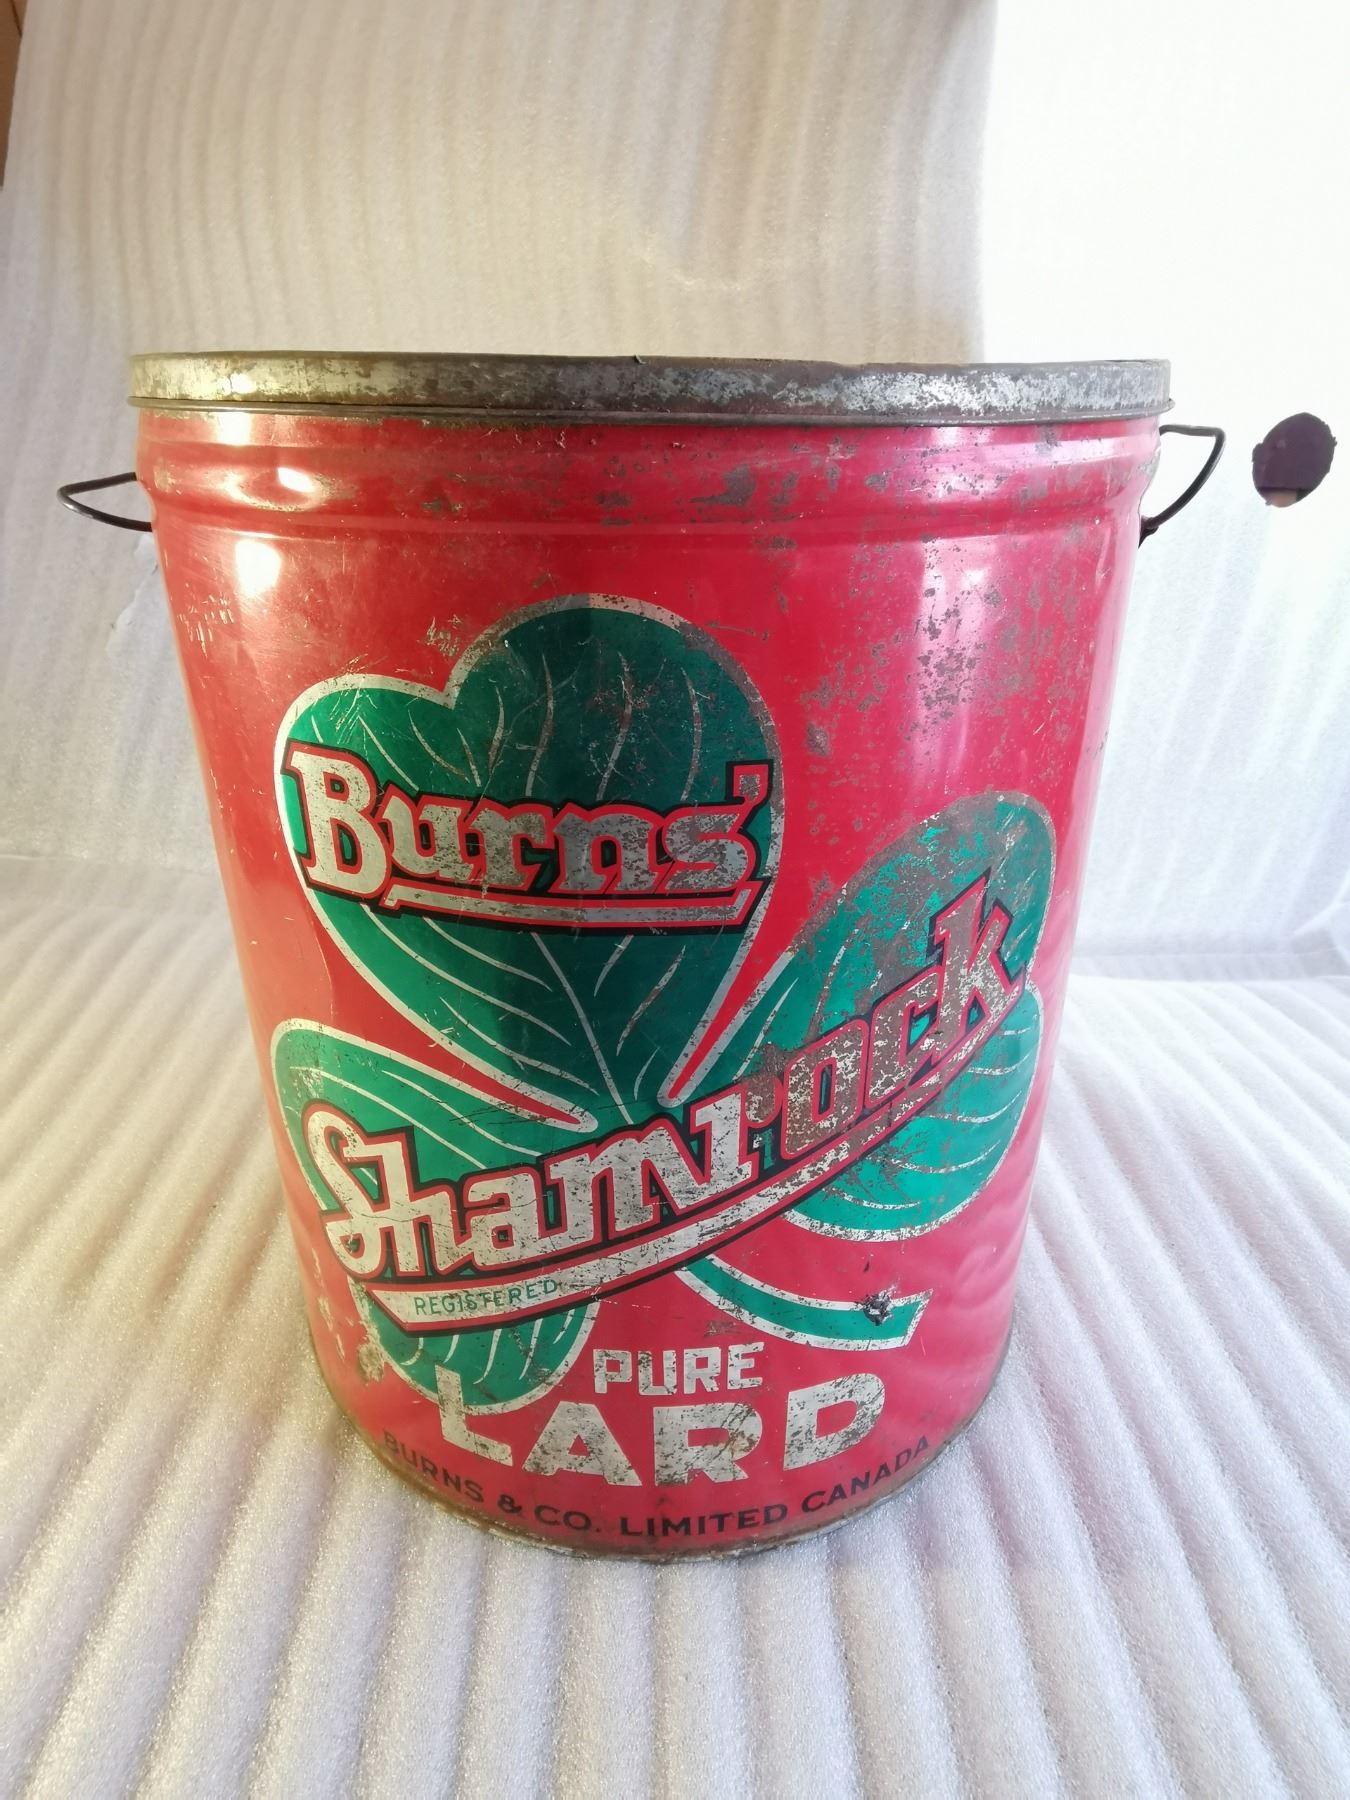 Burns'
Shamrock
REGISTERED
PURE
LARD
BURNS & CO. LIMITED CANADA